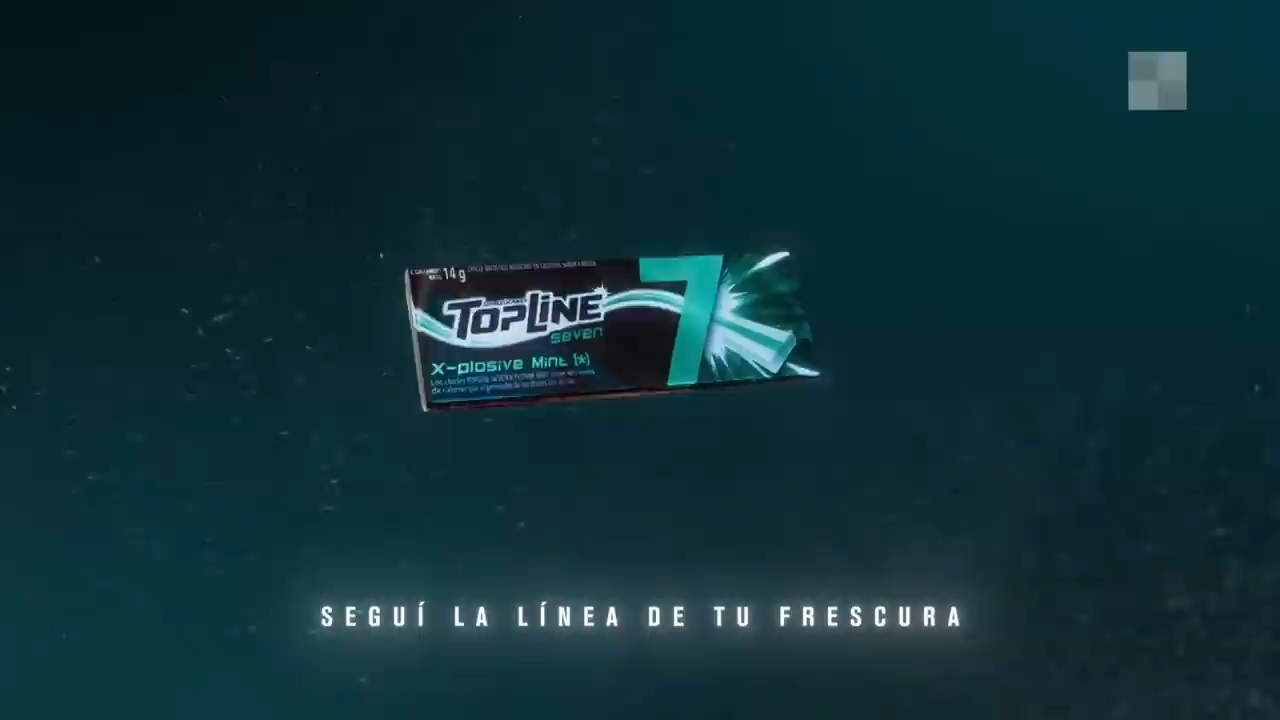 14 g
TOPLINE
seven
7
X-plosive Mint (*)
SEGUÍ LA LÍNEA DE TU FRESCURA